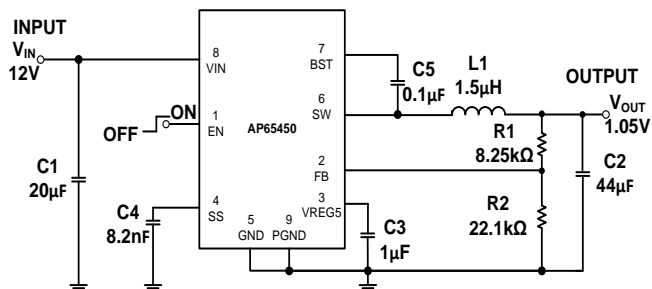 INPUT
VIN
12V
8
VIN
7
BST
C5
0.1µF
L1
1.5µH
OUTPUT
VOUT
1.05V
6
SW
ON
OFF
1
EN
AP65450
R1
8.25kΩ
C2
44µF
2
FB
C1
20µF
C4
8.2nF
4
SS
3
VREG5
R2
22.1kΩ
5
GND
9
PGND
C3
1µF